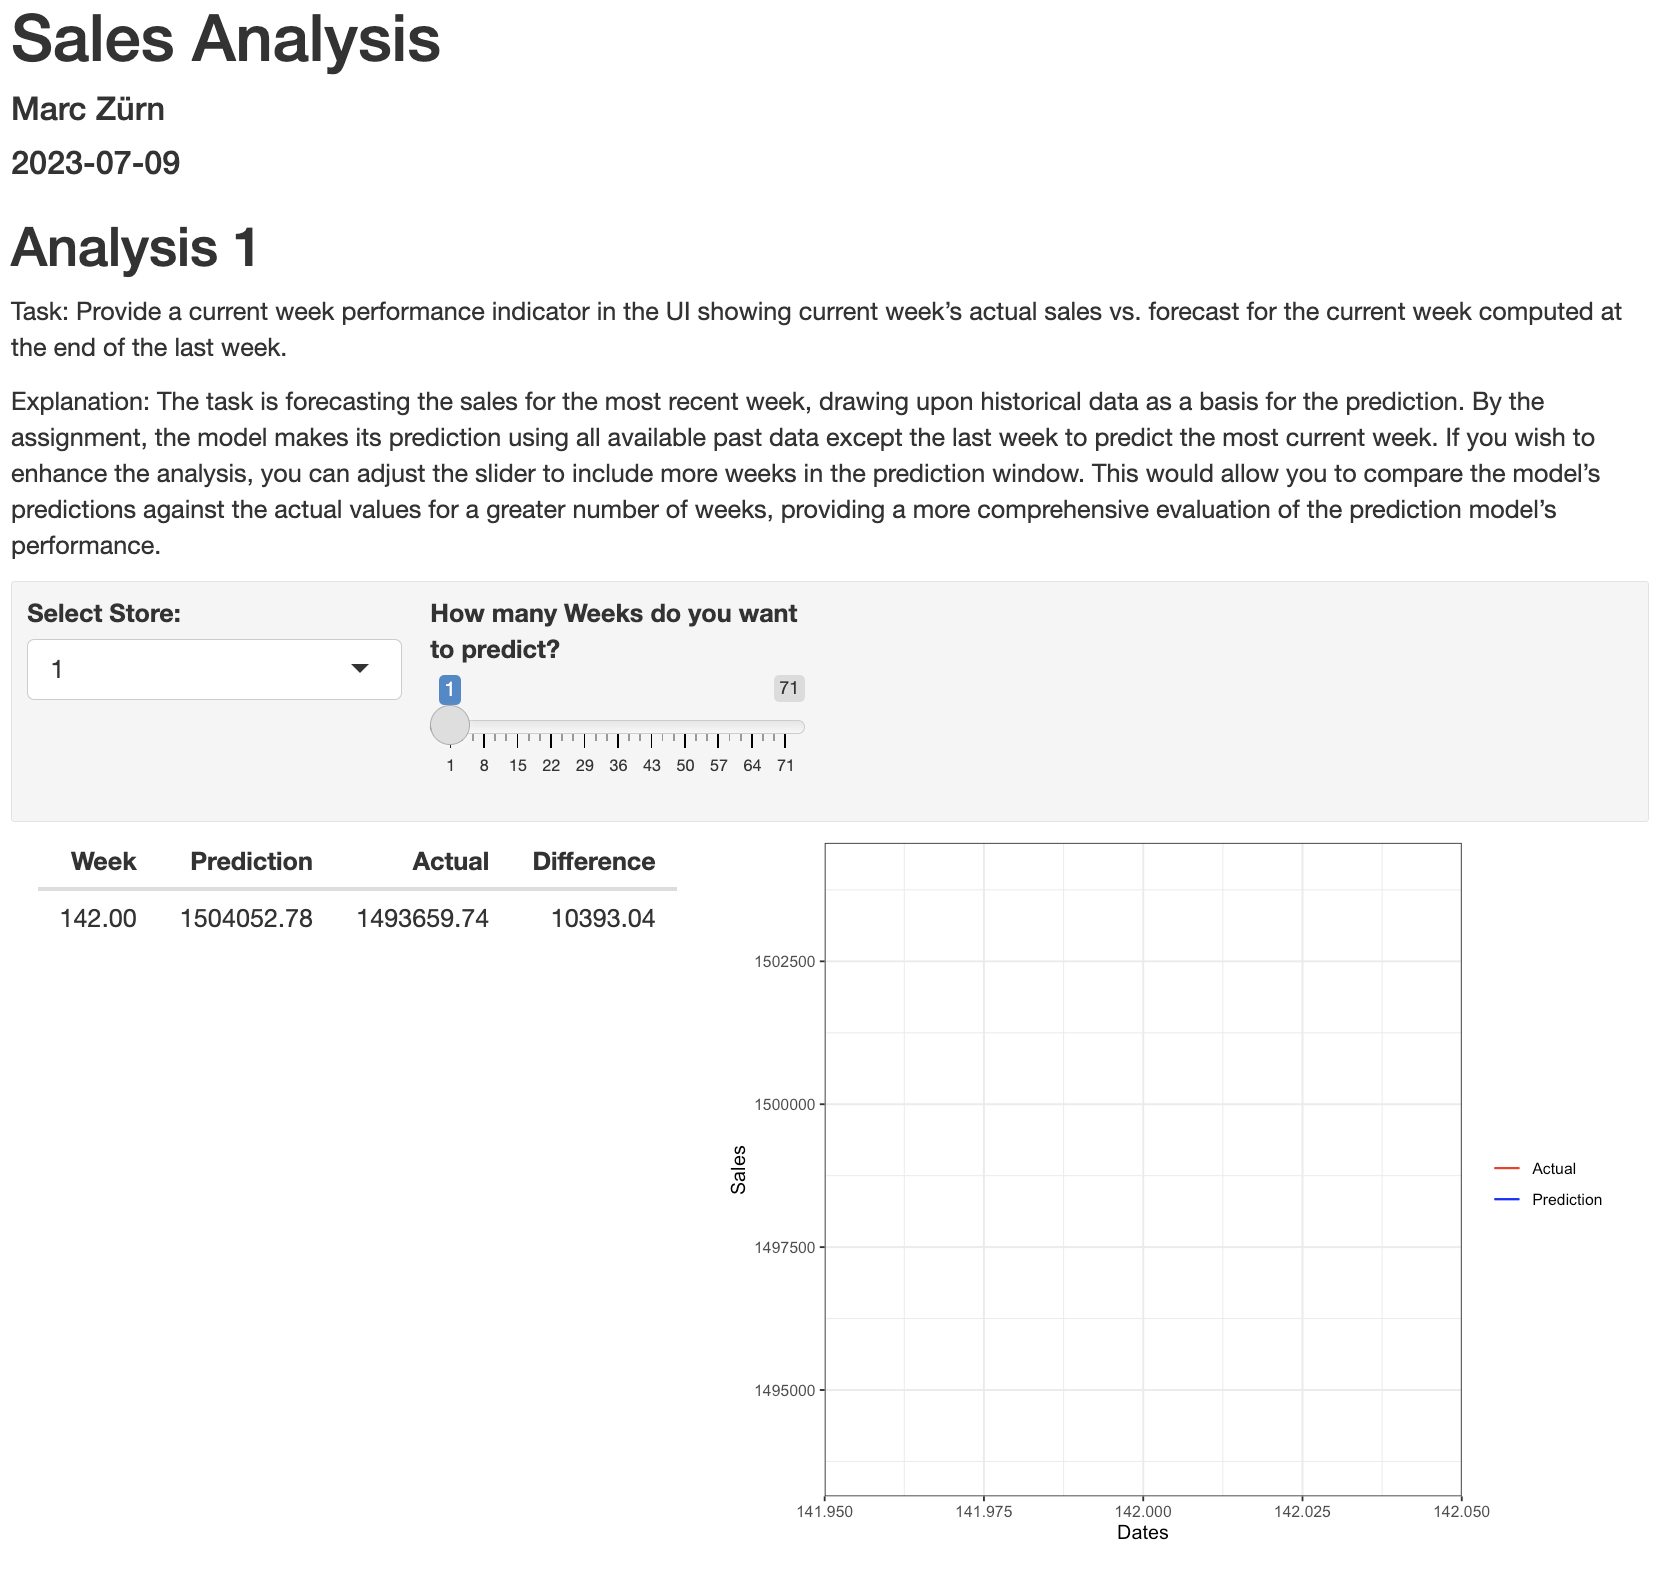 Sales Analysis
Marc Zürn
2023-07-09
Analysis 1
Task: Provide a current week performance indicator in the UI showing current week’s actual sales vs. forecast for the current week computed at
the end of the last week.
Explanation: The task is forecasting the sales for the most recent week, drawing upon historical data as a basis for the prediction. By the
assignment, the model makes its prediction using all available past data except the last week to predict the most current week. If you wish to
enhance the analysis, you can adjust the slider to include more weeks in the prediction window. This would allow you to compare the model’s
predictions against the actual values for a greater number of weeks, providing a more comprehensive evaluation of the prediction model’s
performance.
Select Store:
1
How many Weeks do you want
to predict?
1 71
1 8 15 22 29 36 43 50 57 64 71
Week Prediction Actual Difference
142.00 1504052.78 1493659.74 10393.04
1502500
1500000
1497500
1495000
Sales
141.950 141.975 142.000 142.025 142.050
Dates
Actual
Prediction